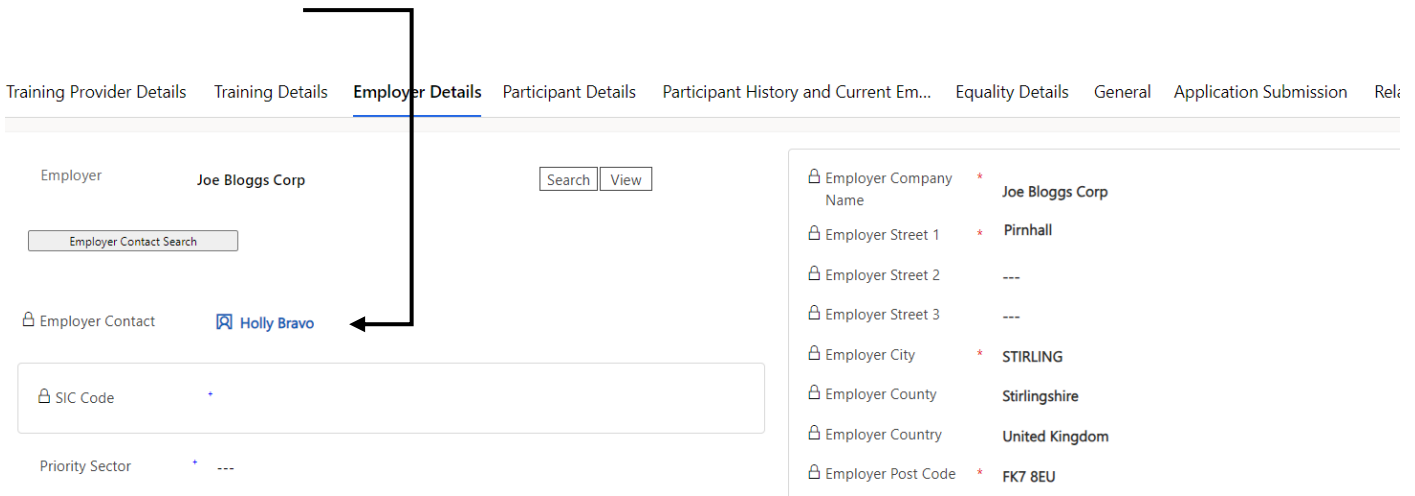 Training Provider Details Training Details Employer Details Participant Details Participant History and Current Em... Equality Details General Application Submission Rela
Employer Joe Bloggs Corp Search View
Employer Contact Search
Employer Contact Holly Bravo
SIC Code +
Priority Sector + ---
Employer Company Name * Joe Bloggs Corp
Employer Street 1 * Pirnhall
Employer Street 2 ---
Employer Street 3 ---
Employer City * STIRLING
Employer County Stirlingshire
Employer Country United Kingdom
Employer Post Code * FK7 8EU